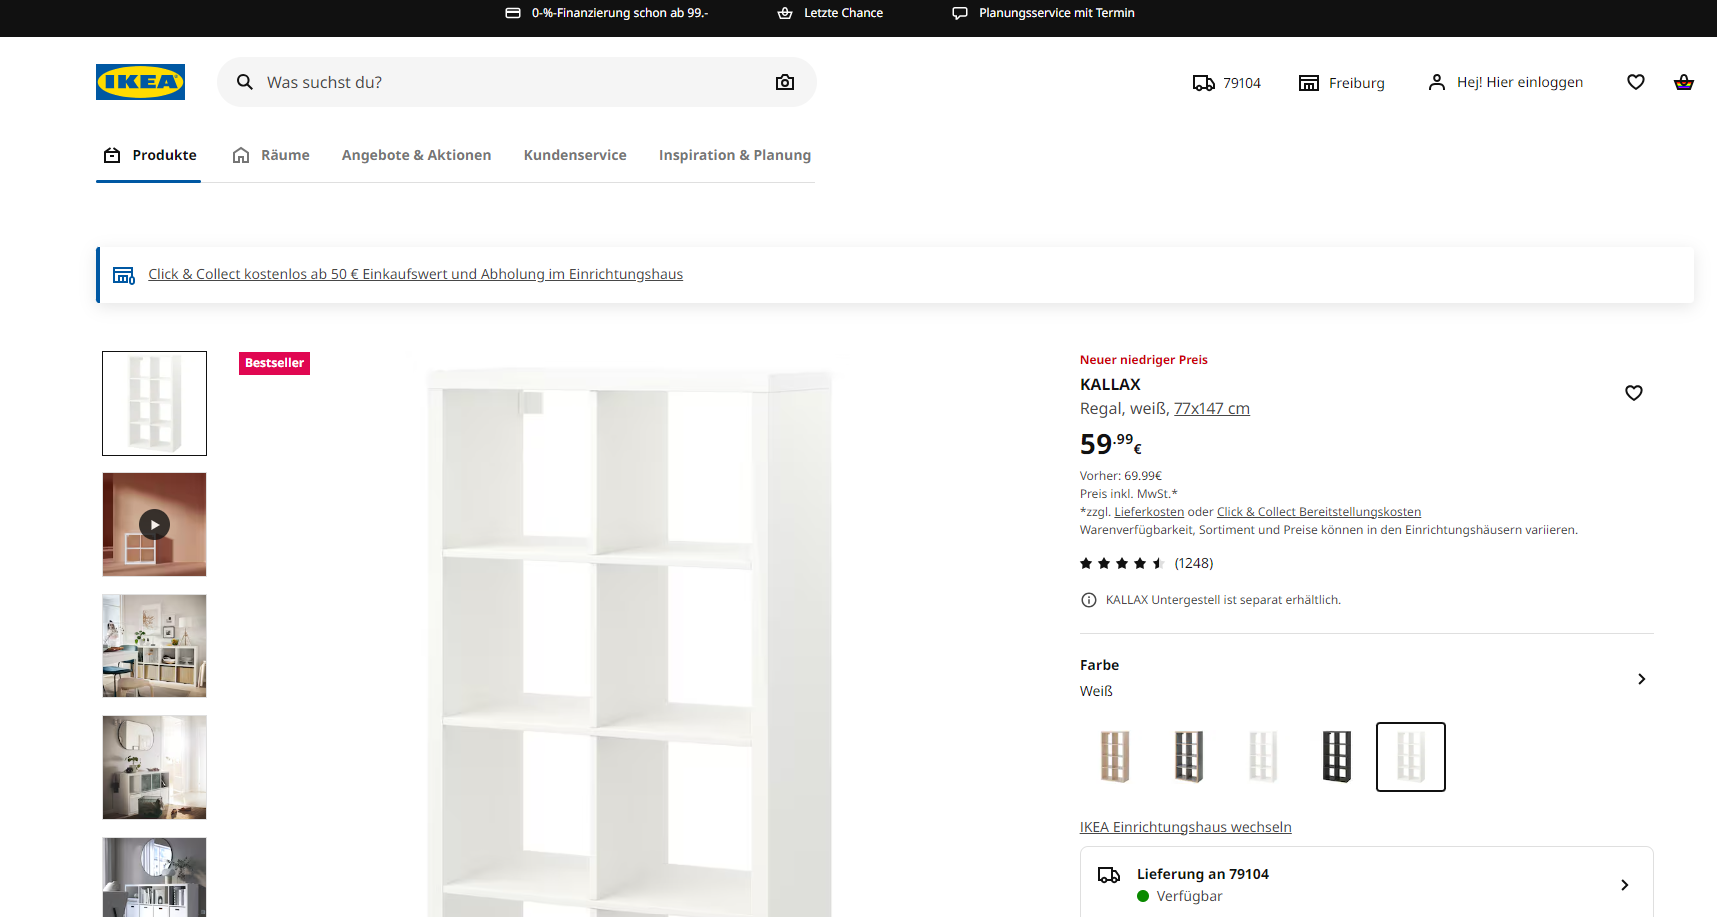 0-%-Finanzierung schon ab 99.-
Letzte Chance
Planungsservice mit Termin
IKEA
Was suchst du?
79104
Freiburg
Hej! Hier einloggen
Produkte
Räume
Angebote & Aktionen
Kundenservice
Inspiration & Planung
Click & Collect kostenlos ab 50 € Einkaufswert und Abholung im Einrichtungshaus
Bestseller
Neuer niedriger Preis
KALLAX
Regal, weiß, 77x147 cm
59.99€
Vorher: 69.99€
Preis inkl. MwSt.*
*zzgl. Lieferkosten oder Click & Collect Bereitstellungskosten
Warenverfügbarkeit, Sortiment und Preise können in den Einrichtungshäusern variieren.
(1248)
KALLAX Untergestell ist separat erhältlich.
Farbe
Weiß
IKEA Einrichtungshaus wechseln
Lieferung an 79104
Verfügbar